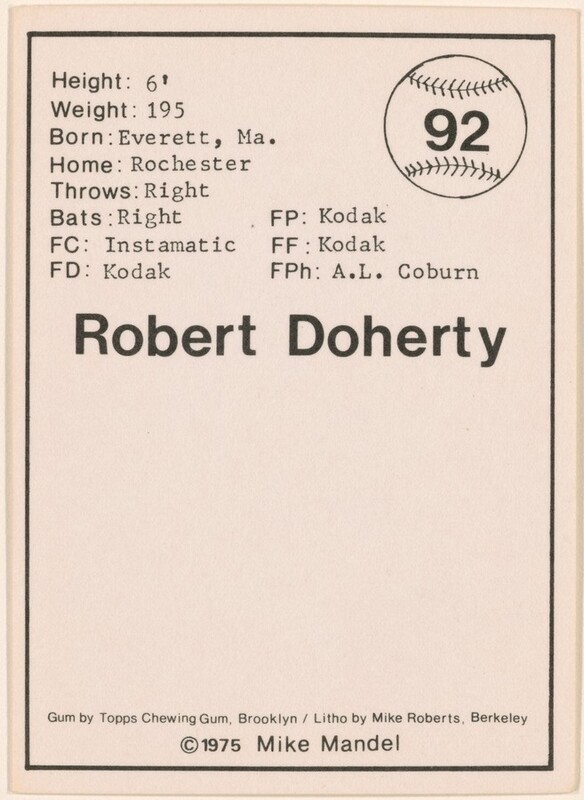 Height: 6'
Weight: 195
Born: Everett, Ma.
Home: Rochester
Throws: Right
Bats: Right FP: Kodak
FC: Instamatic FF: Kodak
FD: Kodak FPh: A.L. Coburn
92
Robert Doherty
Gum by Topps Chewing Gum, Brooklyn / Litho by Mike Roberts, Berkeley
©1975 Mike Mandel